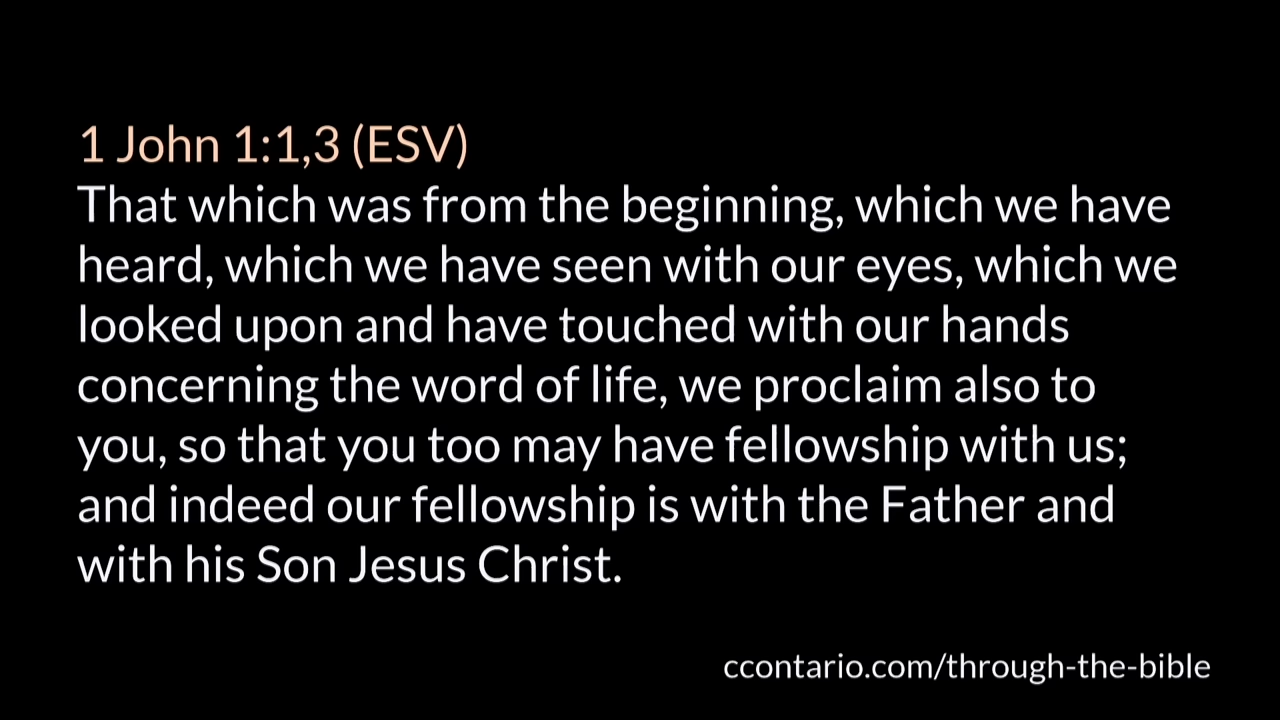 1 John 1:1,3 (ESV)
That which was from the beginning, which we have
heard, which we have seen with our eyes, which we
looked upon and have touched with our hands
concerning the word of life, we proclaim also to
you, so that you too may have fellowship with us;
and indeed our fellowship is with the Father and
with his Son Jesus Christ.
ccontario.com/through-the-bible